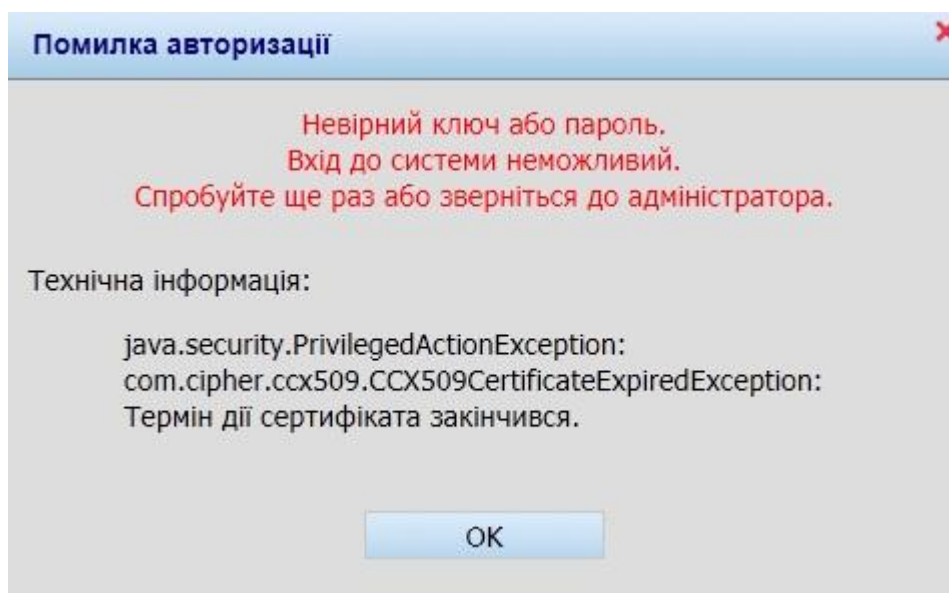 Помилка авторизації
Невірний ключ або пароль.
Вхід до системи неможливий.
Спробуйте ще раз або зверніться до адміністратора.
Технічна інформація:
java.security.PrivilegedActionException:
com.cipher.ccx509.CCX509CertificateExpiredException:
Термін дії сертифіката закінчився.
OK